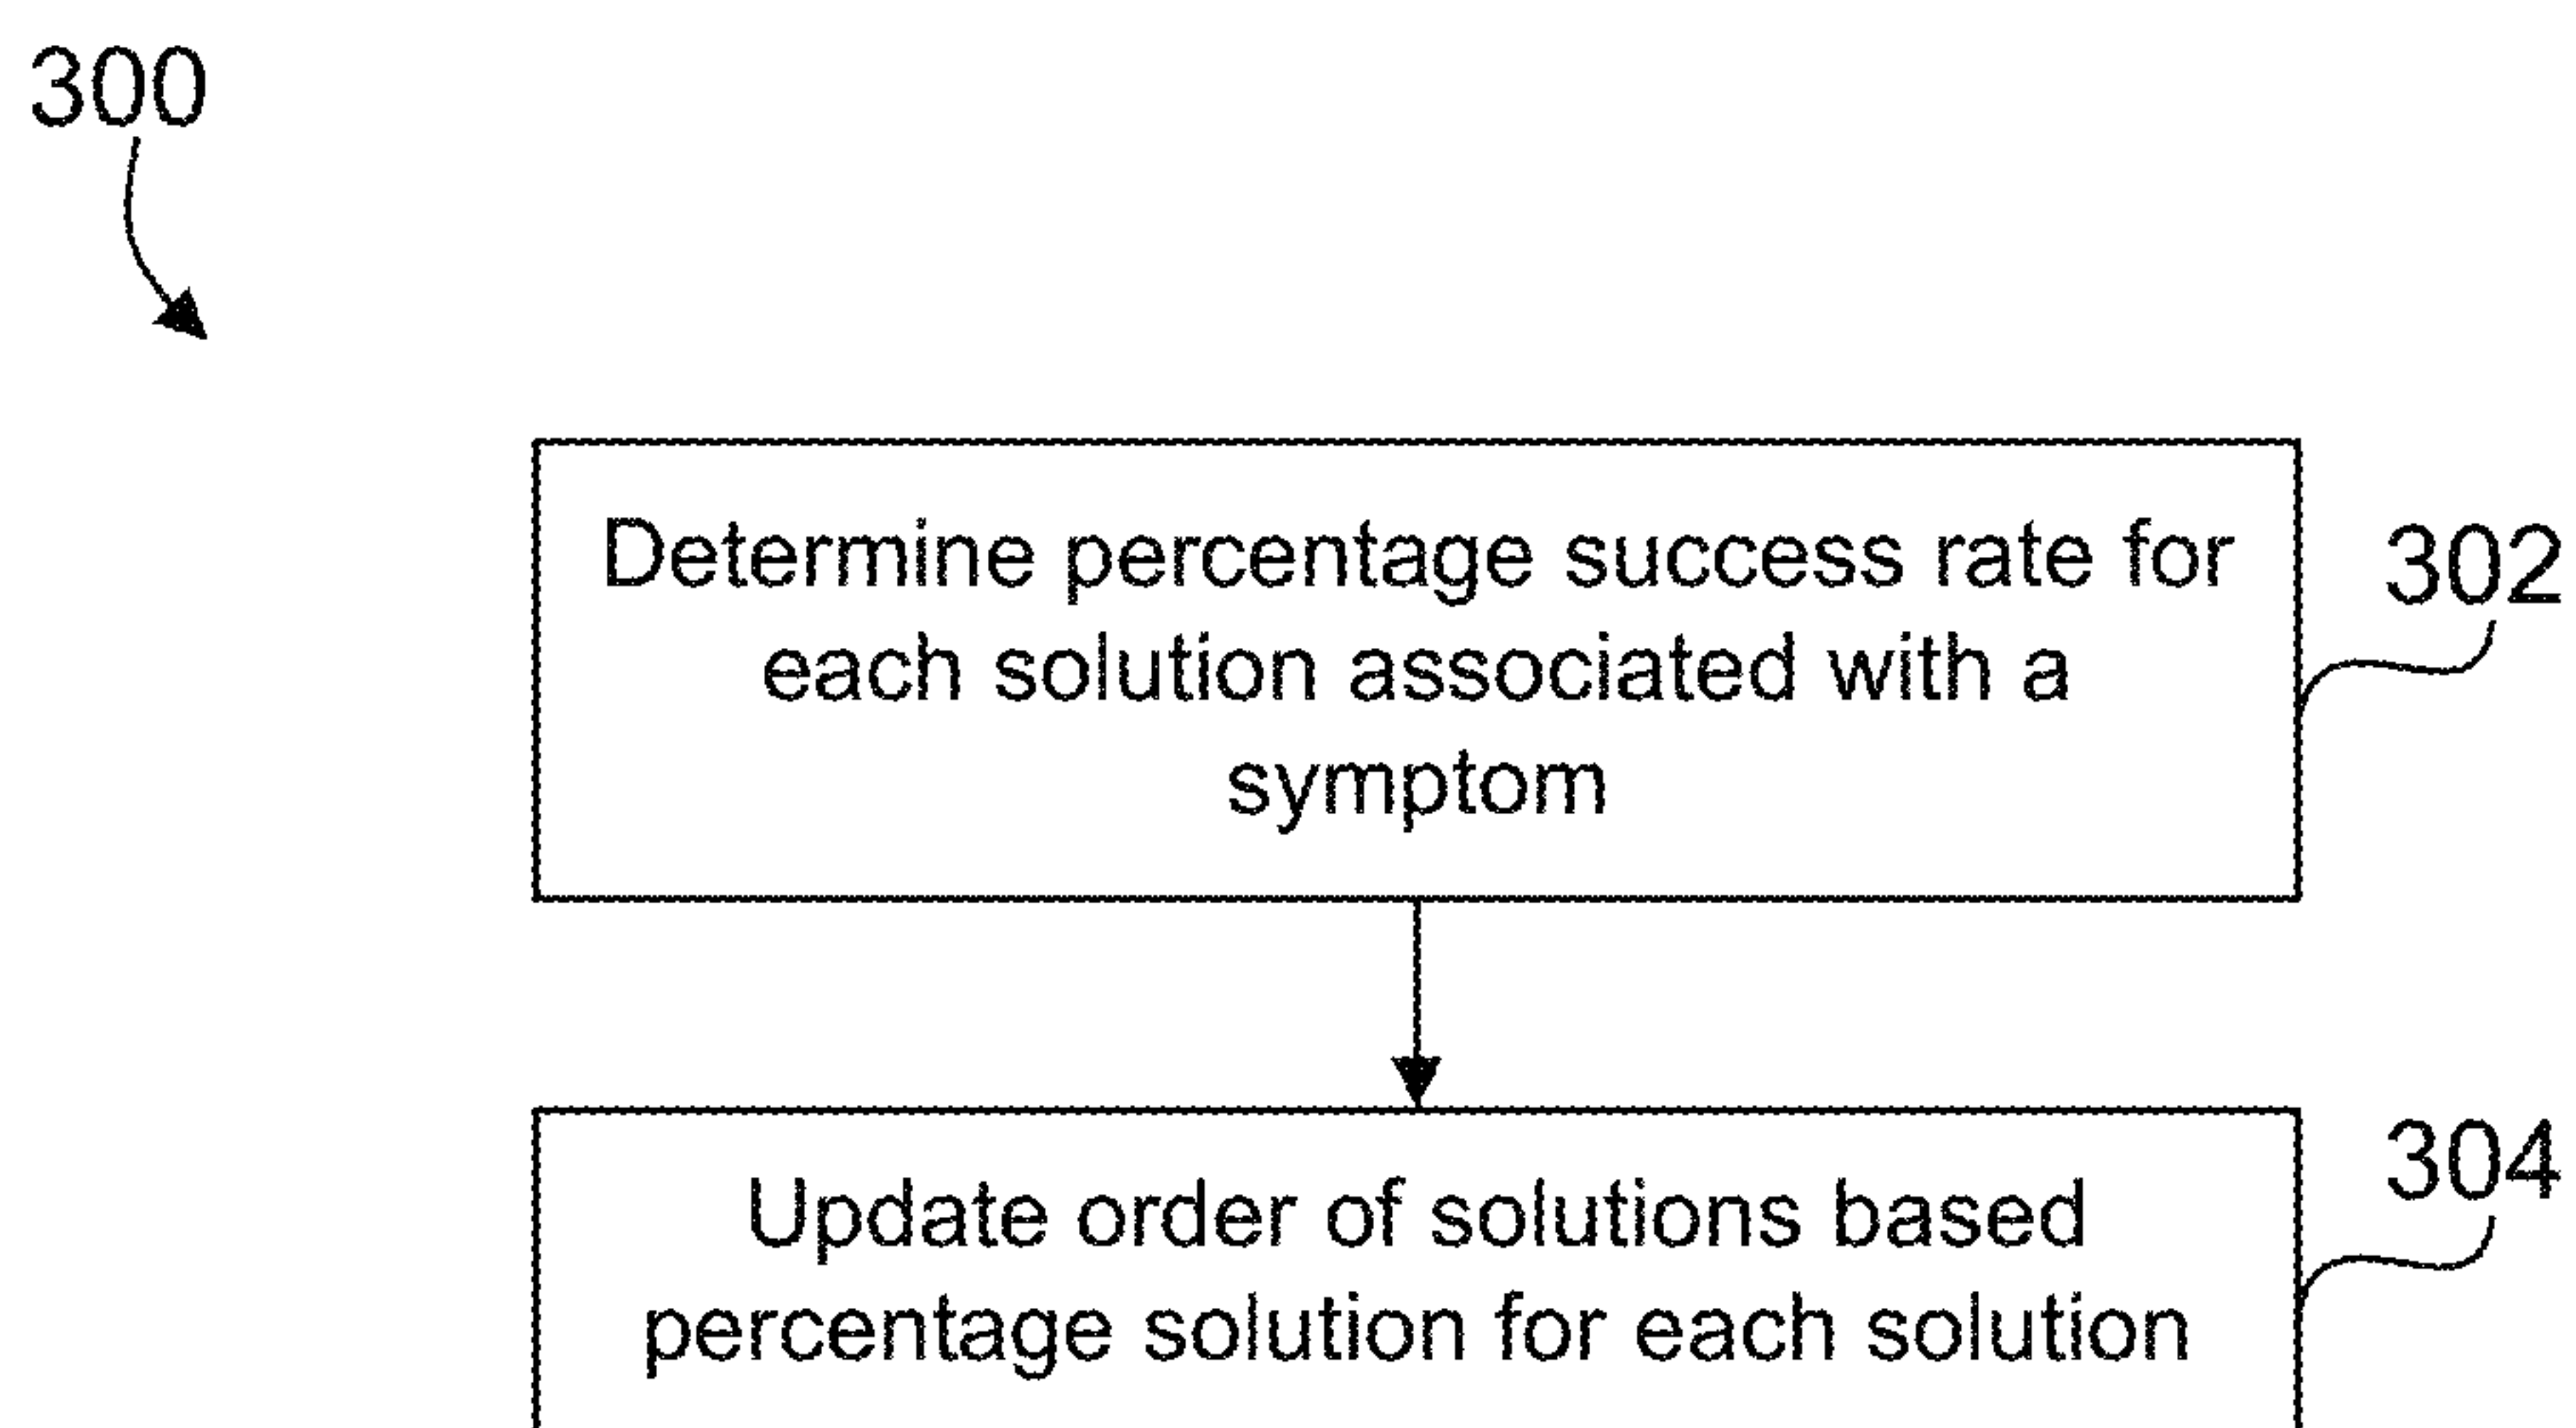 300
Determine percentage success rate for
each solution associated with a
symptom
302
Update order of solutions based
percentage solution for each solution
304